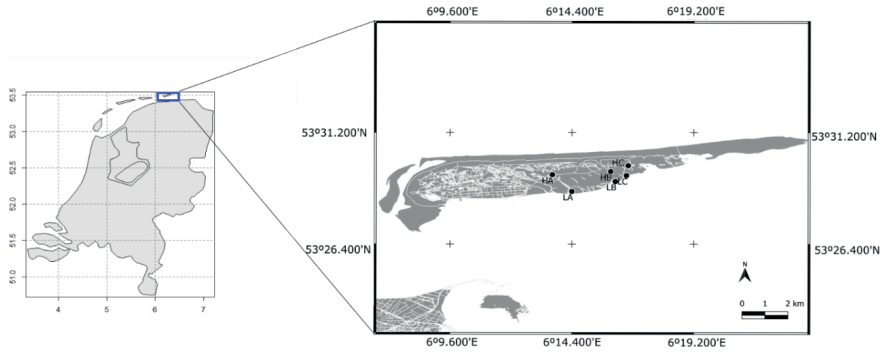 6º9.600'E 6º14.400'E 6º19.200'E
53.5
53.0
52.5
52.0
51.5
51.0
4 5 6 7
53º31.200'N 53º31.200'N
HC
HA HB LC
LA LB
53º26.400'N 53º26.400'N
N
0 1 2 km
6º9.600'E 6º14.400'E 6º19.200'E